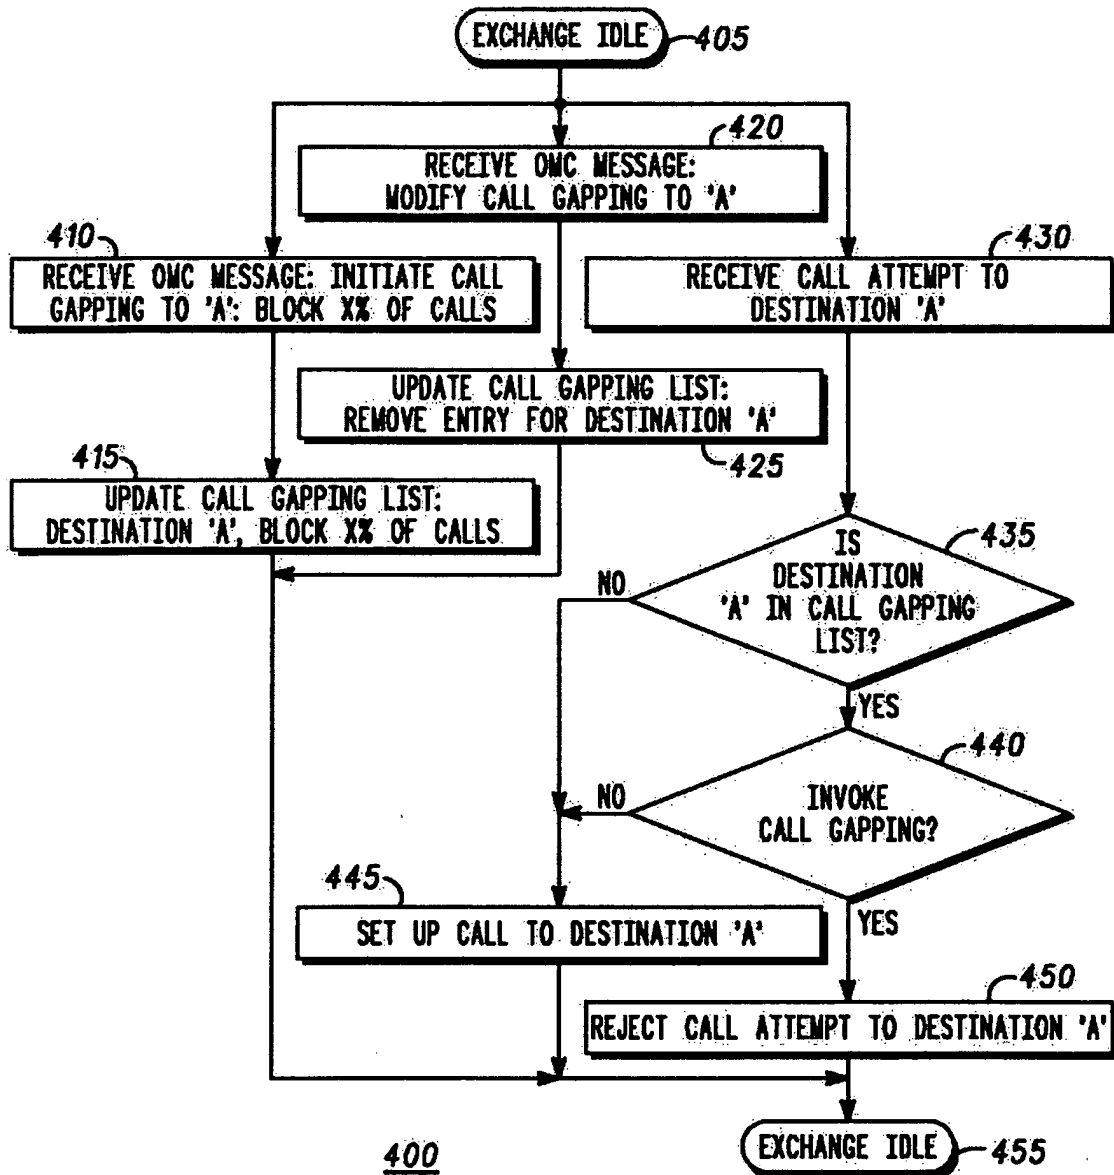 EXCHANGE IDLE
405
420
RECEIVE OMC MESSAGE:
MODIFY CALL GAPPING TO 'A'
410
RECEIVE OMC MESSAGE: INITIATE CALL
GAPPING TO 'A': BLOCK X% OF CALLS
430
RECEIVE CALL ATTEMPT TO
DESTINATION 'A'
UPDATE CALL GAPPING LIST:
REMOVE ENTRY FOR DESTINATION 'A'
425
415
UPDATE CALL GAPPING LIST:
DESTINATION 'A', BLOCK X% OF CALLS
435
IS
DESTINATION
'A' IN CALL GAPPING
LIST?
NO
YES
440
INVOKE
CALL GAPPING?
NO
YES
445
SET UP CALL TO DESTINATION 'A'
450
REJECT CALL ATTEMPT TO DESTINATION 'A'
EXCHANGE IDLE
455
400